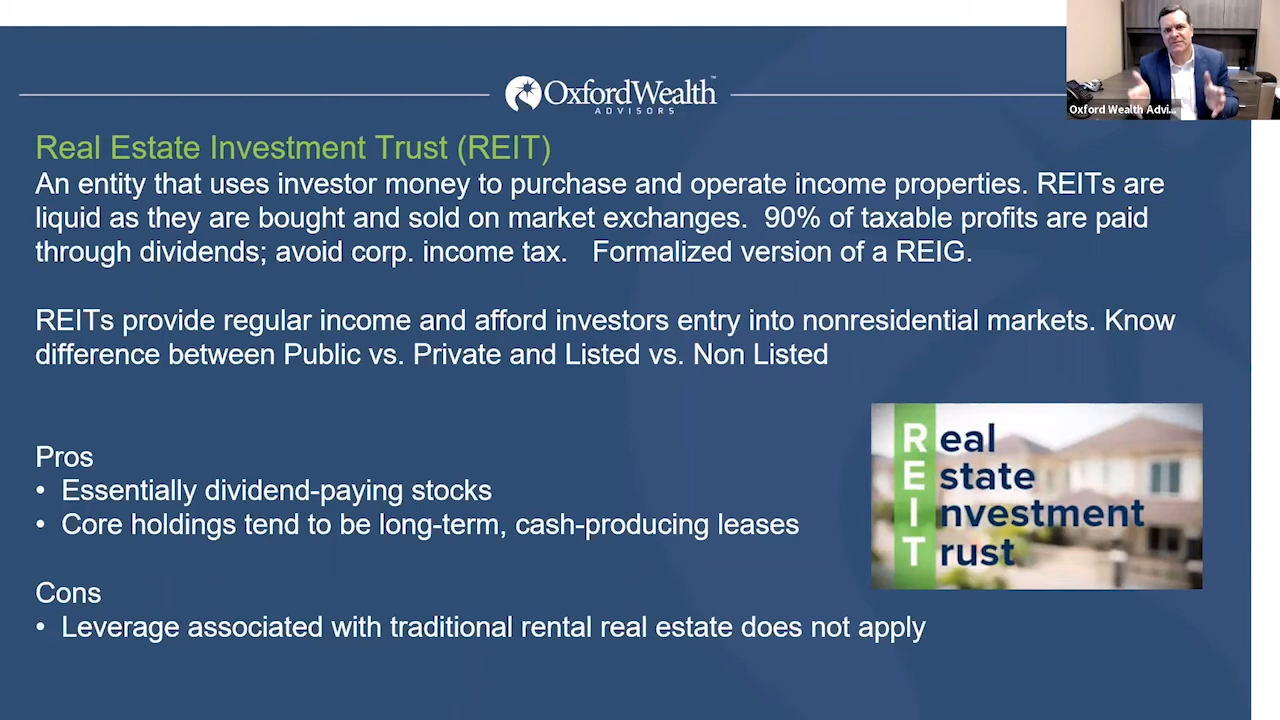 OxfordWealth™
ADVISORS
Oxford Wealth Advi...
Real Estate Investment Trust (REIT)
An entity that uses investor money to purchase and operate income properties. REITs are
liquid as they are bought and sold on market exchanges.  90% of taxable profits are paid
through dividends; avoid corp. income tax.   Formalized version of a REIG.
REITs provide regular income and afford investors entry into nonresidential markets. Know
difference between Public vs. Private and Listed vs. Non Listed
Pros
• Essentially dividend-paying stocks
• Core holdings tend to be long-term, cash-producing leases
Real
Estate
Investment
Trust
Cons
• Leverage associated with traditional rental real estate does not apply